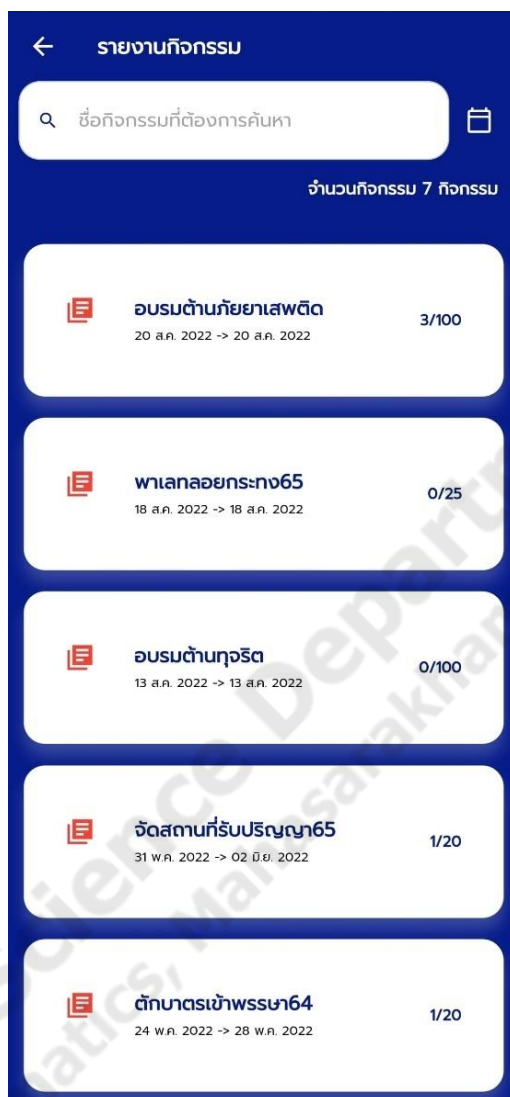 รายงานกิจกรรม
ชื่อกิจกรรมที่ต้องการค้นหา
จำนวนกิจกรรม 7 กิจกรรม
อบรมต้านภัยยาเสพติด
20 ส.ค. 2022 -> 20 ส.ค. 2022
3/100
พาเลทลอยกระทง65
18 ส.ค. 2022 -> 18 ส.ค. 2022
0/25
อบรมต้านทุจริต
13 ส.ค. 2022 -> 13 ส.ค. 2022
0/100
จัดสถานที่รับปริญญา65
31 พ.ค. 2022 -> 02 มิ.ย. 2022
1/20
ตักบาตรเข้าพรรษา64
24 พ.ค. 2022 -> 28 พ.ค. 2022
1/20